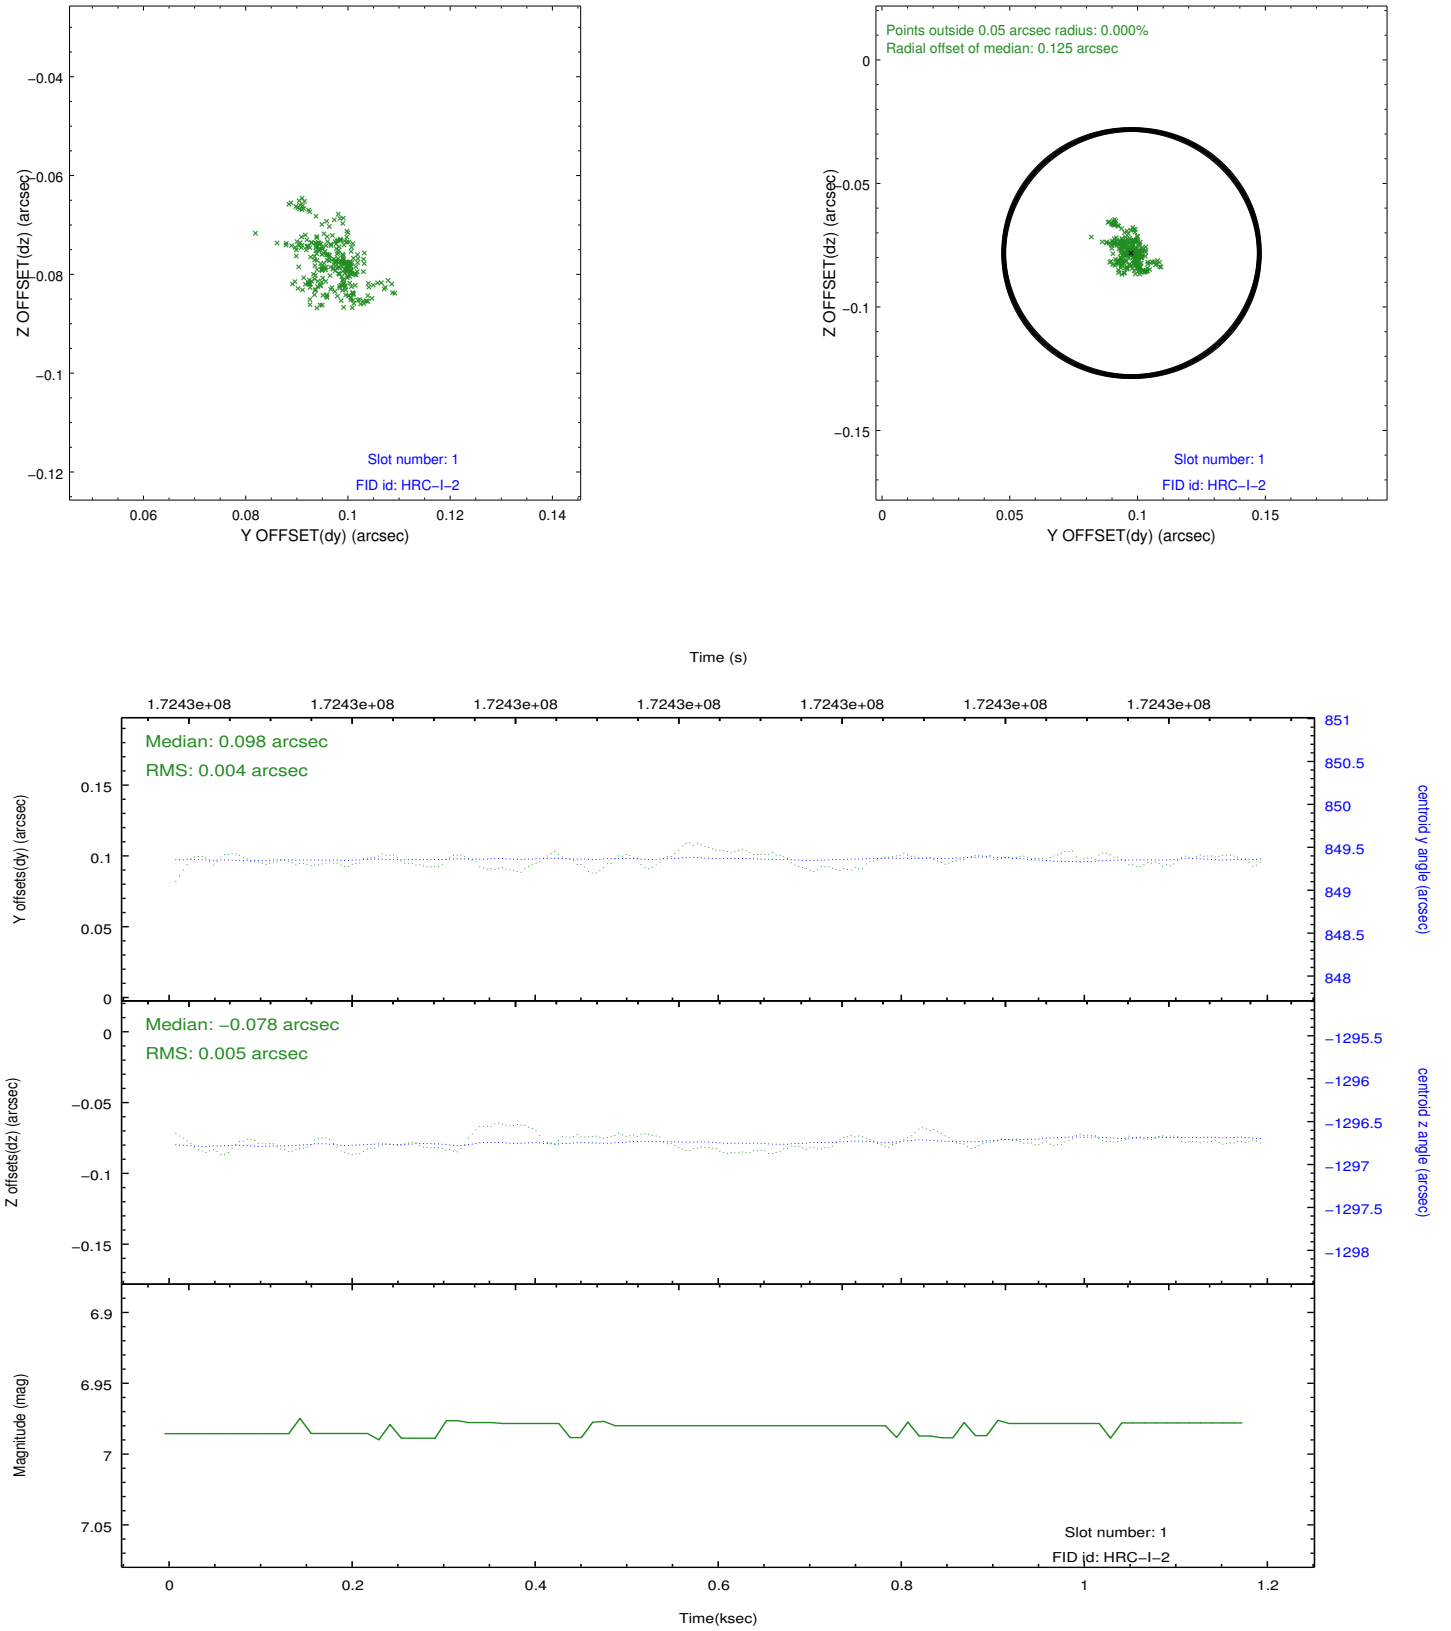 −0.04
−0.06
−0.08
−0.1
−0.12
Z OFFSET(dz) (arcsec)
0.06 0.08 0.1 0.12 0.14
Y OFFSET(dy) (arcsec)
Slot number: 1
FID id: HRC−I−2
Points outside 0.05 arcsec radius: 0.000%
Radial offset of median: 0.125 arcsec
0
−0.05
−0.1
−0.15
Z OFFSET(dz) (arcsec)
0 0.05 0.1 0.15
Y OFFSET(dy) (arcsec)
Slot number: 1
FID id: HRC−I−2
Time (s)
1.7243e+08 1.7243e+08 1.7243e+08 1.7243e+08 1.7243e+08 1.7243e+08 1.7243e+08
Median: 0.098 arcsec
RMS: 0.004 arcsec
0.15
0.1
0.05
0
Y offsets(dy) (arcsec)
851
850.5
850
849.5
849
848.5
848
centroid y angle (arcsec)
Median: −0.078 arcsec
RMS: 0.005 arcsec
0
−0.05
−0.1
−0.15
Z offsets(dz) (arcsec)
−1295.5
−1296
−1296.5
−1297
−1297.5
−1298
centroid z angle (arcsec)
6.9
6.95
7
7.05
Magnitude (mag)
Slot number: 1
FID id: HRC−I−2
0 0.2 0.4 0.6 0.8 1 1.2
Time(ksec)